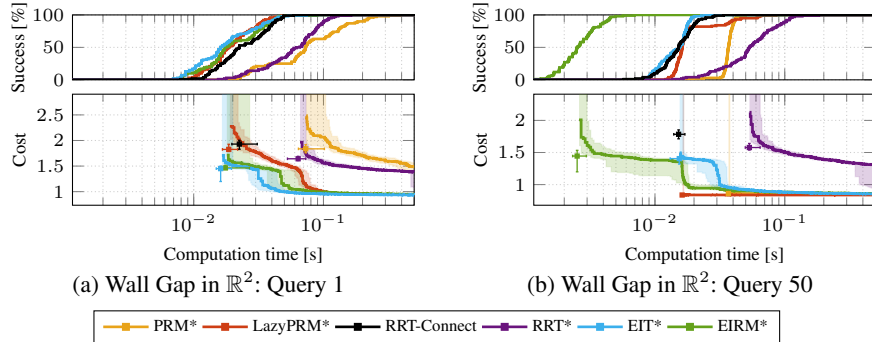 Success [%]
100
50
0
Cost
2.5
2
1.5
1
10⁻² 10⁻¹
Computation time [s]
(a) Wall Gap in ℝ²: Query 1
Success [%]
100
50
0
Cost
2
1.5
1
10⁻² 10⁻¹
Computation time [s]
(b) Wall Gap in ℝ²: Query 50
PRM* LazyPRM* RRT-Connect RRT* EIT* EIRM*